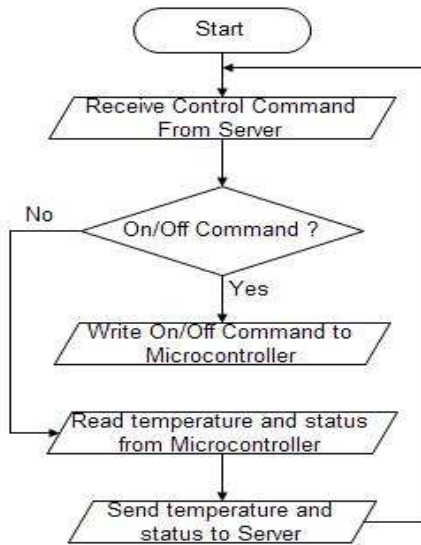 Start
Receive Control Command
From Server
No
On/Off Command ?
Yes
Write On/Off Command to
Microcontroller
Read temperature and status
from Microcontroller
Send temperature and
status to Server